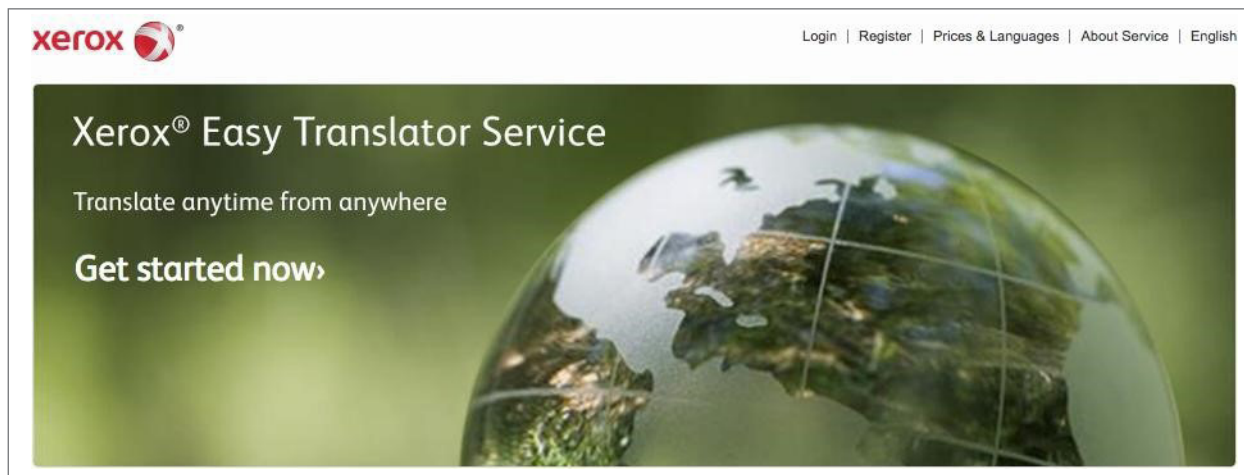 xerox ®
Login | Register | Prices & Languages | About Service | English
Xerox® Easy Translator Service
Translate anytime from anywhere
Get started now›